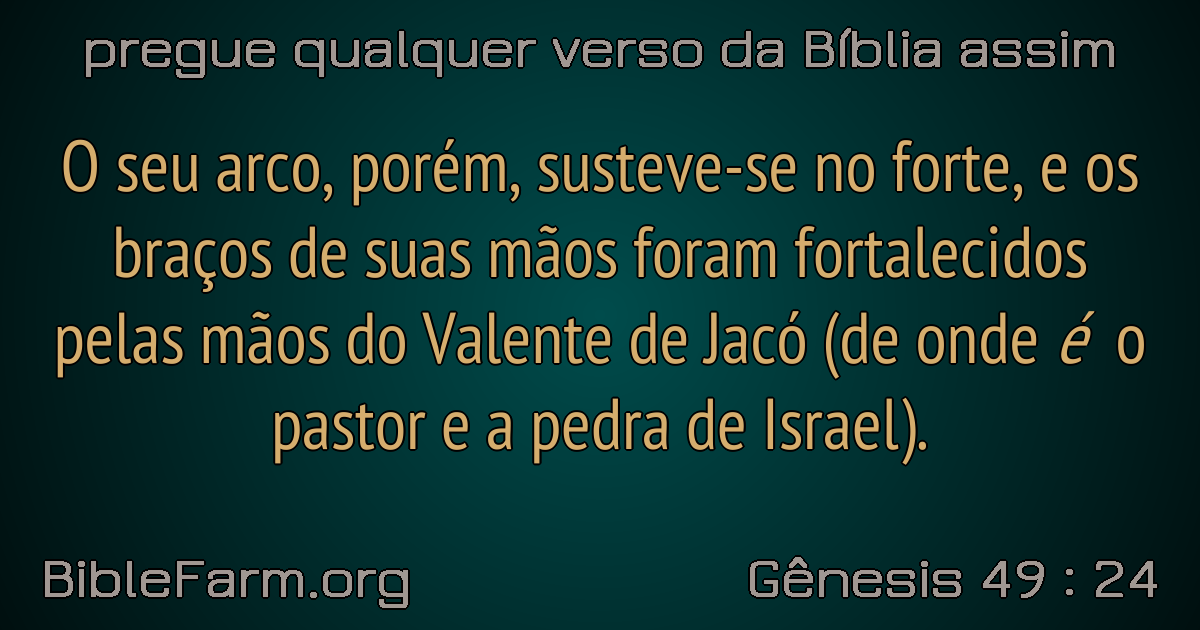 pregue qualquer verso da Bíblia assim
O seu arco, porém, susteve-se no forte, e os
braços de suas mãos foram fortalecidos
pelas mãos do Valente de Jacó (de onde é o
pastor e a pedra de Israel).
BibleFarm.org
Gênesis 49 : 24